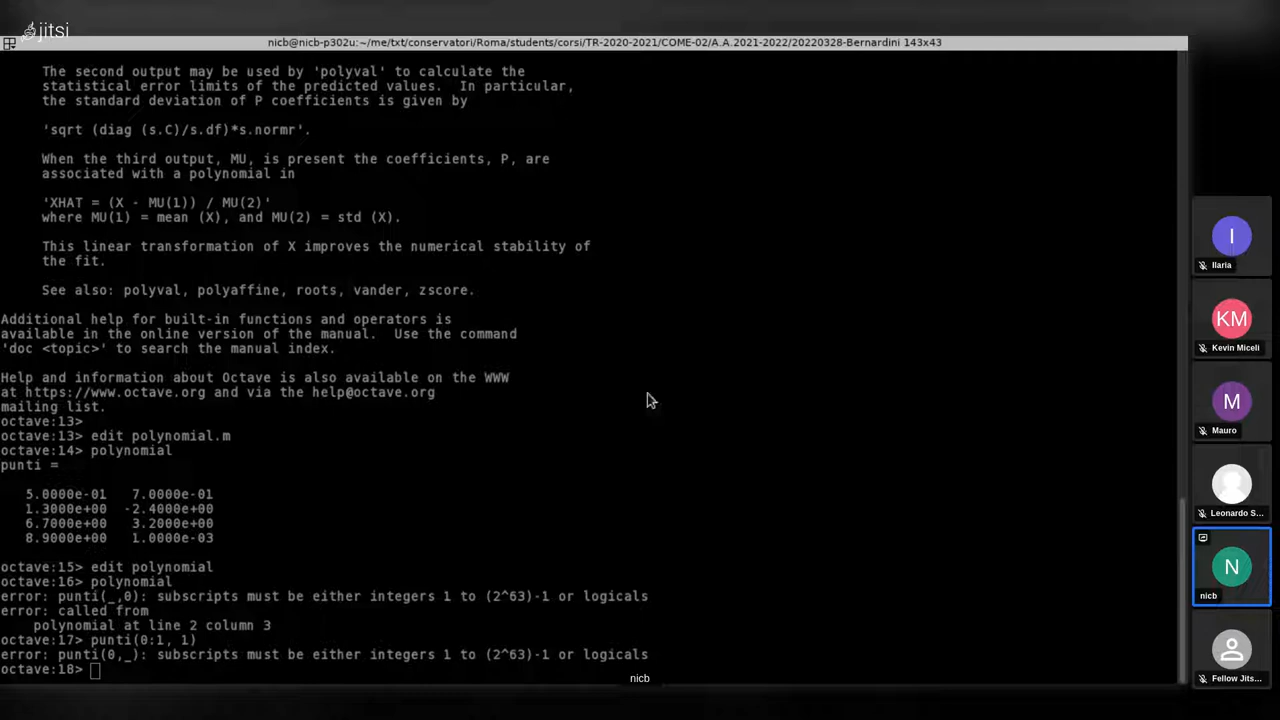 jitsi
nicb@nicb-p302u:~/me/txt/conservatori/Roma/students/corsi/TR-2020-2021/COME-02/A.A.2021-2022/20220328-Bernardini 143x43
The second output may be used by 'polyval' to calculate the
statistical error limits of the predicted values.  In particular,
the standard deviation of P coefficients is given by
'sqrt (diag (s.C)/s.df)*s.normr'.
When the third output, MU, is present the coefficients, P, are
associated with a polynomial in
'XHAT = (X - MU(1)) / MU(2)'
where MU(1) = mean (X), and MU(2) = std (X).
This linear transformation of X improves the numerical stability of
the fit.
See also: polyval, polyaffine, roots, vander, zscore.
Additional help for built-in functions and operators is
available in the online version of the manual.  Use the command
'doc <topic>' to search the manual index.
Help and information about Octave is also available on the WWW
at https://www.octave.org and via the help@octave.org
mailing list.
octave:13>
octave:13> edit polynomial.m
octave:14> polynomial
punti =
5.0000e-01   7.0000e-01
1.3000e+00  -2.4000e+00
6.7000e+00   3.2000e+00
8.9000e+00   1.0000e-03
octave:15> edit polynomial
octave:16> polynomial
error: punti(_,0): subscripts must be either integers 1 to (2^63)-1 or logicals
error: called from
polynomial at line 2 column 3
octave:17> punti(0:1, 1)
error: punti(0,_): subscripts must be either integers 1 to (2^63)-1 or logicals
octave:18>
nicb
I
Ilaria
KM
Kevin Miceli
M
Mauro
Leonardo S...
N
nicb
Fellow Jits...